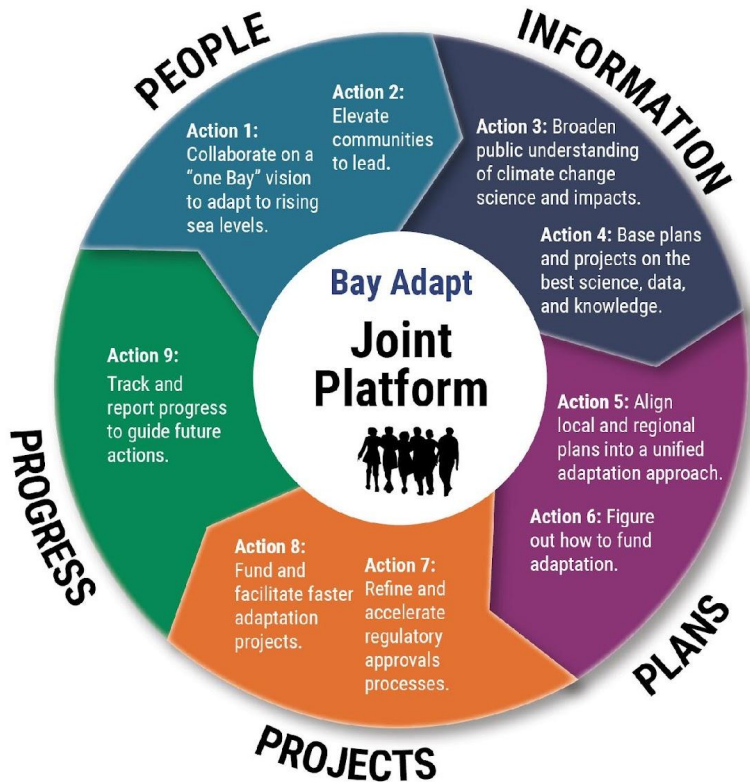 PEOPLE
Action 1:
Collaborate on a
“one Bay” vision
to adapt to rising
sea levels.
Action 2:
Elevate
communities
to lead.
INFORMATION
Action 3: Broaden
public understanding
of climate change
science and impacts.
Action 4: Base plans
and projects on the
best science, data,
and knowledge.
PLANS
Action 5: Align
local and regional
plans into a unified
adaptation approach.
Action 6: Figure
out how to fund
adaptation.
PROJECTS
Action 7:
Refine and
accelerate
regulatory
approvals
processes.
Action 8:
Fund and
facilitate faster
adaptation
projects.
PROGRESS
Action 9:
Track and
report progress
to guide future
actions.
Bay Adapt
Joint
Platform